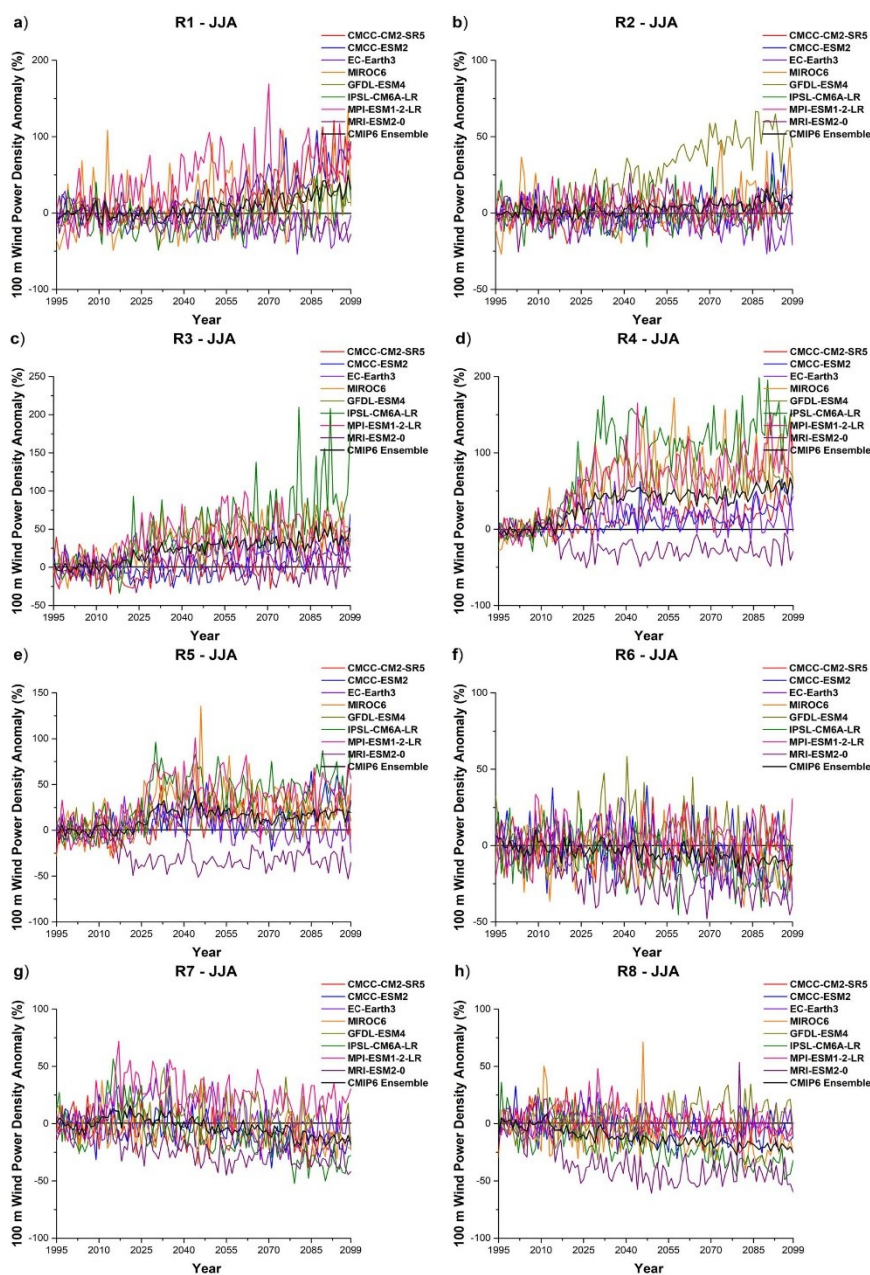 a) R1 - JJA
100 m Wind Power Density Anomaly (%)
200
100
0
-100
1995 2010 2025 2040 2055 2070 2085 2099
Year
CMCC-CM2-SR5
CMCC-ESM2
EC-Earth3
MIROC6
GFDL-ESM4
IPSL-CM6A-LR
MPI-ESM1-2-LR
MRI-ESM2-0
CMIP6 Ensemble
b) R2 - JJA
100 m Wind Power Density Anomaly (%)
100
50
0
-50
1995 2010 2025 2040 2055 2070 2085 2099
Year
CMCC-CM2-SR5
CMCC-ESM2
EC-Earth3
MIROC6
GFDL-ESM4
IPSL-CM6A-LR
MPI-ESM1-2-LR
MRI-ESM2-0
CMIP6 Ensemble
c) R3 - JJA
100 m Wind Power Density Anomaly (%)
250
200
150
100
50
0
-50
1995 2010 2025 2040 2055 2070 2085 2099
Year
CMCC-CM2-SR5
CMCC-ESM2
EC-Earth3
MIROC6
GFDL-ESM4
IPSL-CM6A-LR
MPI-ESM1-2-LR
MRI-ESM2-0
CMIP6 Ensemble
d) R4 - JJA
100 m Wind Power Density Anomaly (%)
200
100
0
-100
1995 2010 2025 2040 2055 2070 2085 2099
Year
CMCC-CM2-SR5
CMCC-ESM2
EC-Earth3
MIROC6
GFDL-ESM4
IPSL-CM6A-LR
MPI-ESM1-2-LR
MRI-ESM2-0
CMIP6 Ensemble
e) R5 - JJA
100 m Wind Power Density Anomaly (%)
150
100
50
0
-50
-100
1995 2010 2025 2040 2055 2070 2085 2099
Year
CMCC-CM2-SR5
CMCC-ESM2
EC-Earth3
MIROC6
GFDL-ESM4
IPSL-CM6A-LR
MPI-ESM1-2-LR
MRI-ESM2-0
CMIP6 Ensemble
f) R6 - JJA
100 m Wind Power Density Anomaly (%)
100
50
0
-50
1995 2010 2025 2040 2055 2070 2085 2099
Year
CMCC-CM2-SR5
CMCC-ESM2
EC-Earth3
MIROC6
GFDL-ESM4
IPSL-CM6A-LR
MPI-ESM1-2-LR
MRI-ESM2-0
CMIP6 Ensemble
g) R7 - JJA
100 m Wind Power Density Anomaly (%)
100
50
0
-50
-100
1995 2010 2025 2040 2055 2070 2085 2099
Year
CMCC-CM2-SR5
CMCC-ESM2
EC-Earth3
MIROC6
GFDL-ESM4
IPSL-CM6A-LR
MPI-ESM1-2-LR
MRI-ESM2-0
CMIP6 Ensemble
h) R8 - JJA
100 m Wind Power Density Anomaly (%)
100
50
0
-50
-100
1995 2010 2025 2040 2055 2070 2085 2099
Year
CMCC-CM2-SR5
CMCC-ESM2
EC-Earth3
MIROC6
GFDL-ESM4
IPSL-CM6A-LR
MPI-ESM1-2-LR
MRI-ESM2-0
CMIP6 Ensemble